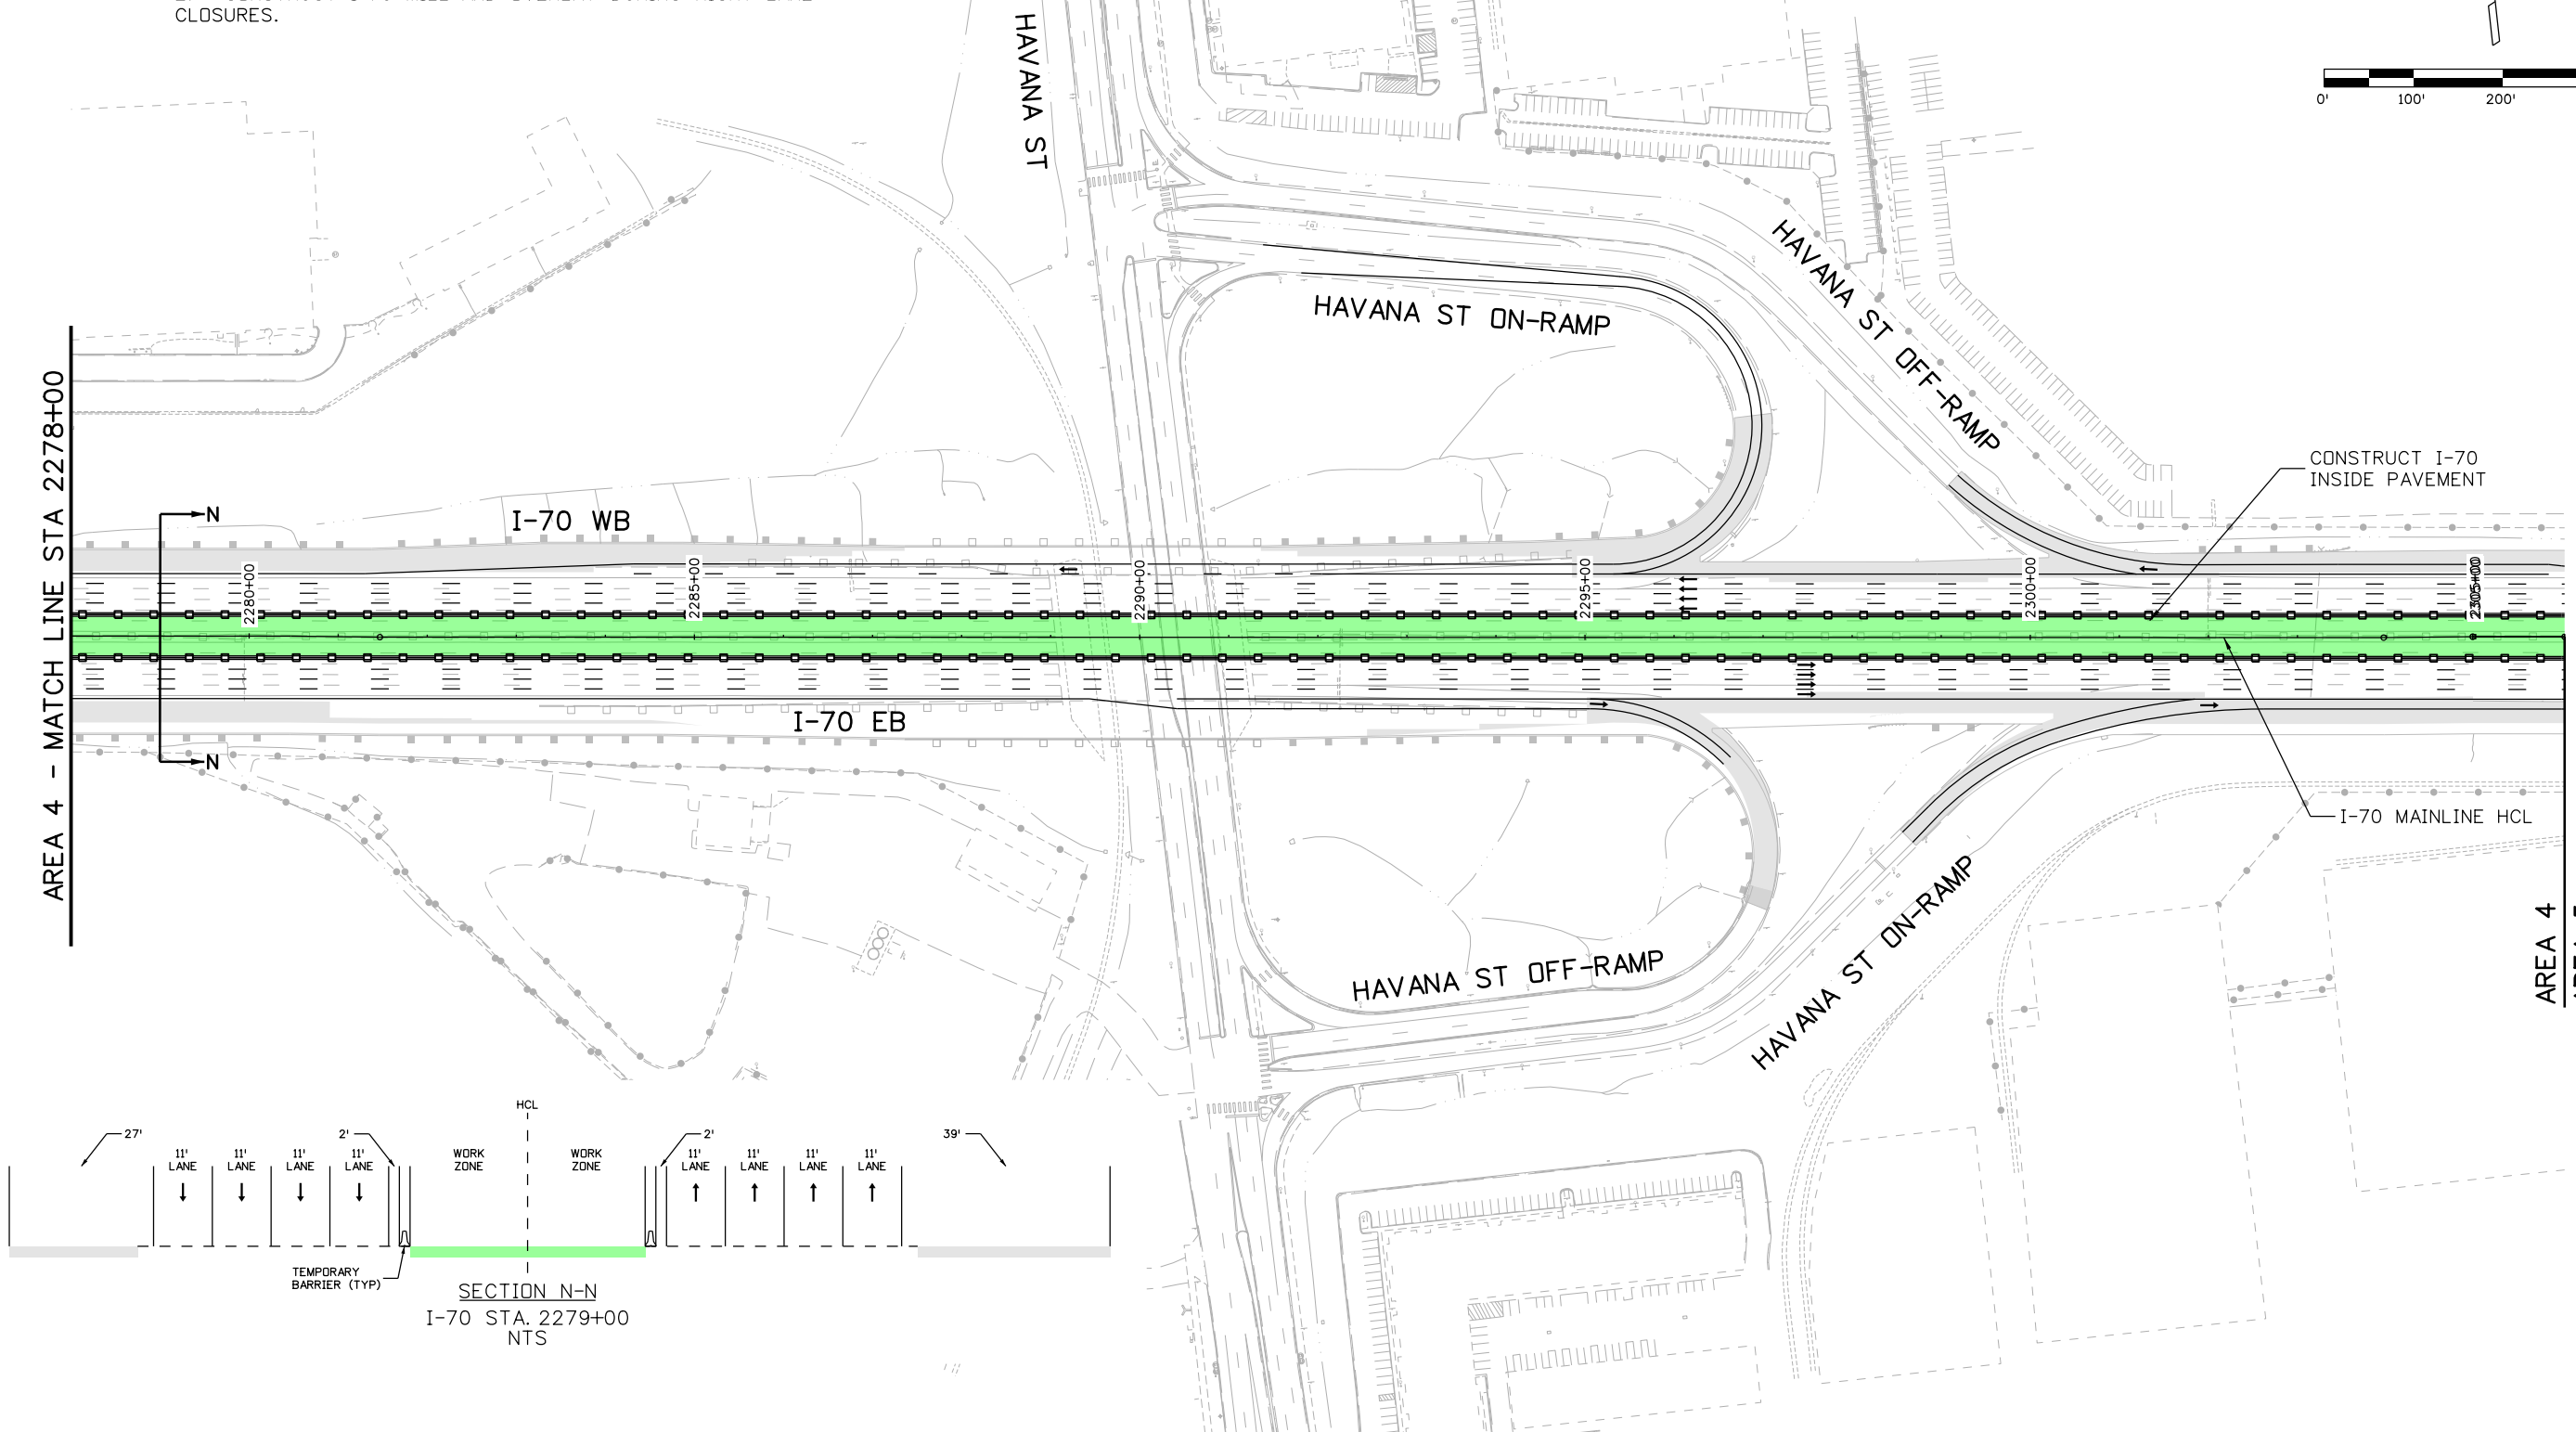 CLOSURES.
HAVANA ST
0' 100' 200'
HAVANA ST ON-RAMP
HAVANA ST OFF-RAMP
AREA 4 - MATCH LINE STA 2278+00
CONSTRUCT I-70
INSIDE PAVEMENT
N
I-70 WB
2280+00
2285+00
2290+00
2295+00
2300+00
2305+00
I-70 EB
N
I-70 MAINLINE HCL
HAVANA ST OFF-RAMP
HAVANA ST ON-RAMP
AREA 4
HCL
27'
2'
2'
39'
11'
LANE
11'
LANE
11'
LANE
11'
LANE
WORK
ZONE
WORK
ZONE
11'
LANE
11'
LANE
11'
LANE
11'
LANE
TEMPORARY
BARRIER (TYP)
SECTION N-N
I-70 STA. 2279+00
NTS